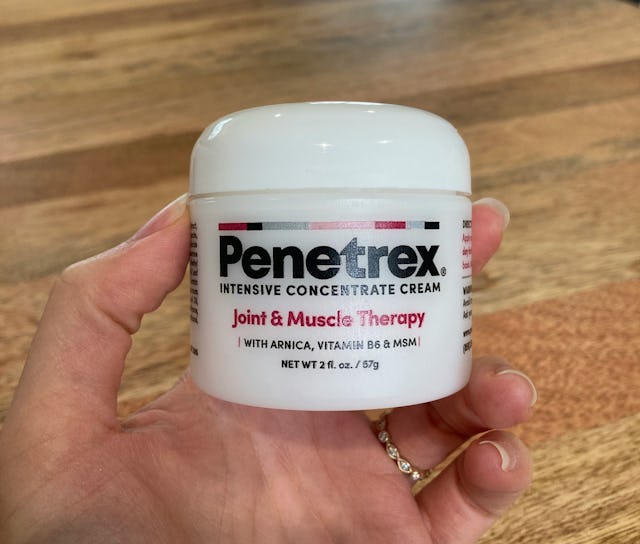 Penetrex®
INTENSIVE CONCENTRATE CREAM
Joint & Muscle Therapy
| WITH ARNICA, VITAMIN B6 & MSM |
NET WT 2 fl. oz. / 57g